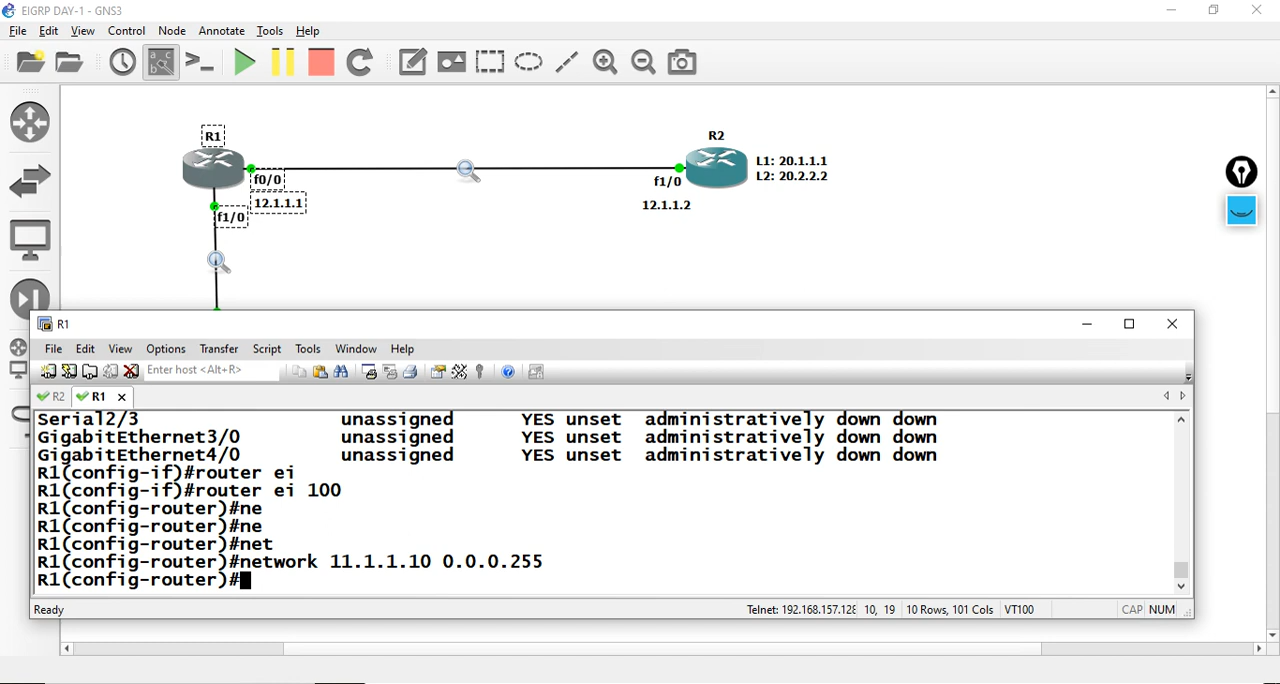 EIGRP DAY-1 - GNS3
File Edit View Control Node Annotate Tools Help
R1
R2
L1: 20.1.1.1
L2: 20.2.2.2
f0/0
f1/0
12.1.1.1
12.1.1.2
f1/0
R1
File Edit View Options Transfer Script Tools Window Help
Enter host <Alt+R>
R2 R1
Serial2/3 unassigned YES unset administratively down down
GigabitEthernet3/0 unassigned YES unset administratively down down
GigabitEthernet4/0 unassigned YES unset administratively down down
R1(config-if)#router ei
R1(config-if)#router ei 100
R1(config-router)#ne
R1(config-router)#ne
R1(config-router)#net
R1(config-router)#network 11.1.1.10 0.0.0.255
R1(config-router)#
Ready Telnet: 192.168.157.128 10, 19 10 Rows, 101 Cols VT100 CAP NUM